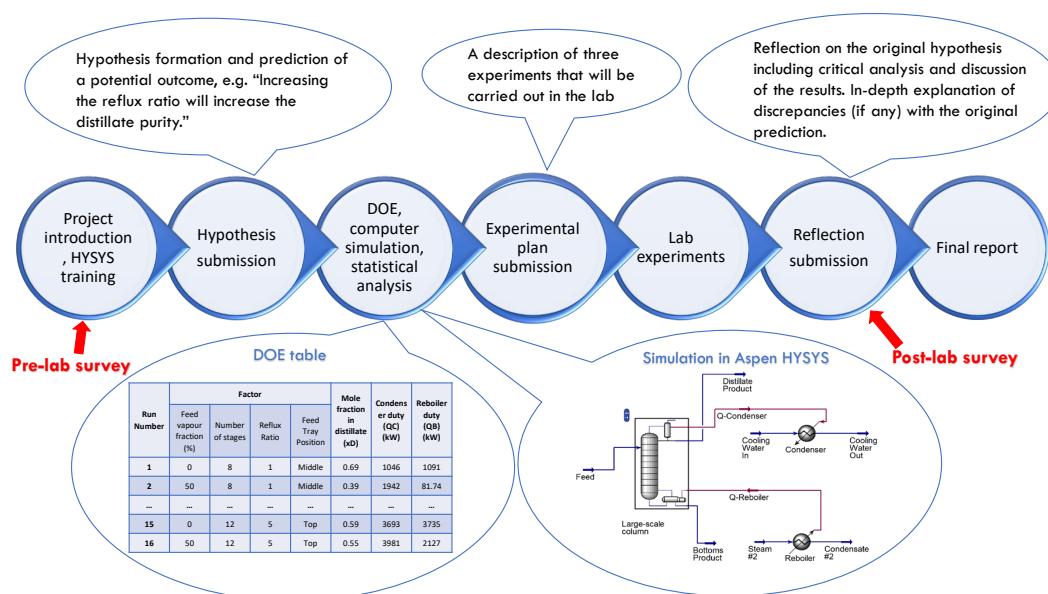 Hypothesis formation and prediction of
a potential outcome, e.g. “Increasing
the reflux ratio will increase the
distillate purity.”
A description of three
experiments that will be
carried out in the lab
Reflection on the original hypothesis
including critical analysis and discussion
of the results. In-depth explanation of
discrepancies (if any) with the original
prediction.
Project
introduction
, HYSYS
training
Hypothesis
submission
DOE,
computer
simulation,
statistical
analysis
Experimental
plan
submission
Lab
experiments
Reflection
submission
Final report
Pre-lab survey
Post-lab survey
DOE table
Run
Number
Factor
Mole
fraction
in
distillate
(xD)
Condens
er duty
(QC)
(kW)
Reboiler
duty
(QB)
(kW)
Feed
vapour
fraction
(%)
Number
of stages
Reflux
Ratio
Feed
Tray
Position
1 0 8 1 Middle 0.69 1046 1091
2 50 8 1 Middle 0.39 1942 81.74
... ... ... ... ... ... ... ...
15 0 12 5 Top 0.59 3693 3735
16 50 12 5 Top 0.55 3981 2127
Simulation in Aspen HYSYS
Distillate
Product
Q-Condenser
Cooling
Water
In
Condenser
Cooling
Water
Out
Feed
Q-Reboiler
Large-scale
column
Bottoms
Product
Steam
#2
Reboiler
Condensate
#2